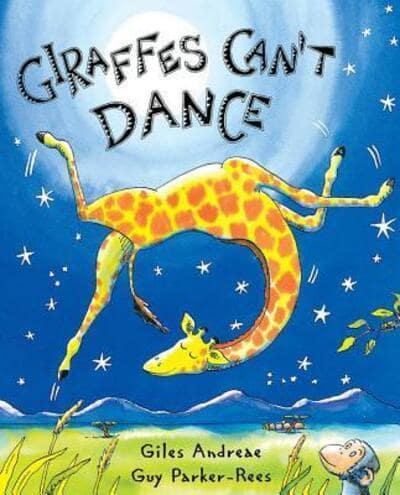 GIRAFFES CAN'T
DANCE
Giles Andreae
Guy Parker-Rees